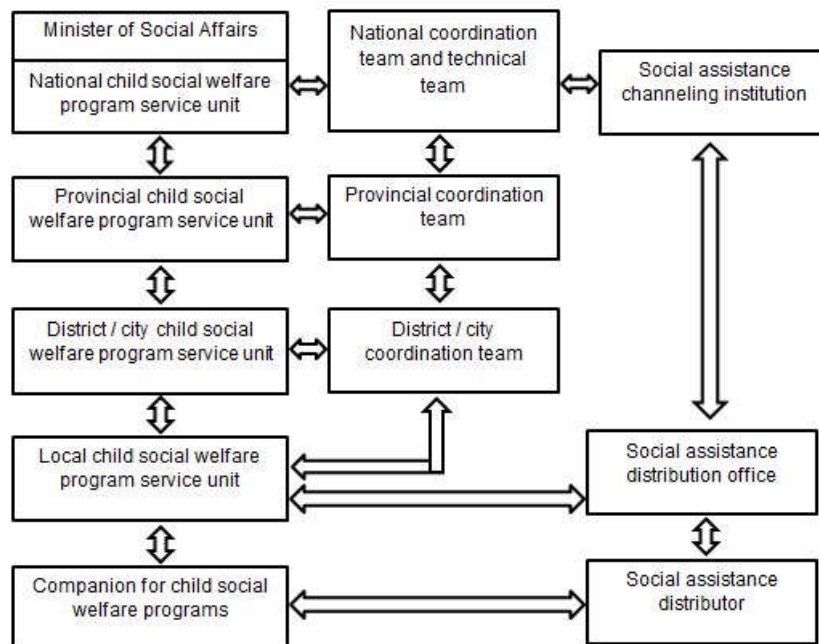 Minister of Social Affairs
National child social welfare
program service unit
National coordination
team and technical
team
Social assistance
channeling institution
Provincial child social
welfare program service unit
Provincial coordination
team
District / city child social
welfare program service unit
District / city
coordination team
Local child social welfare
program service unit
Social assistance
distribution office
Companion for child social
welfare programs
Social assistance
distributor